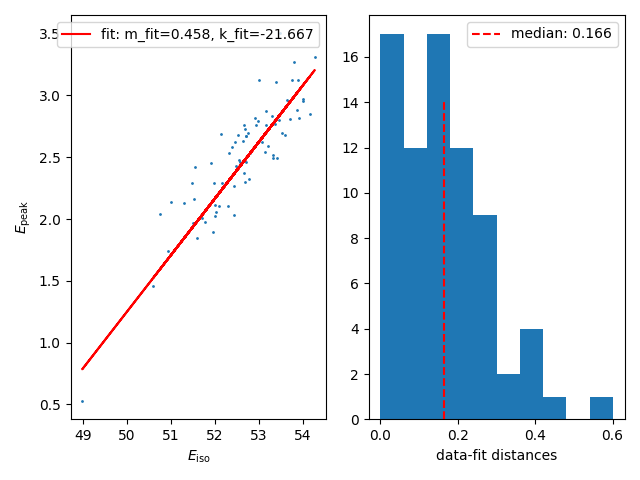 fit: m_fit=0.458, k_fit=-21.667
3.5
3.0
2.5
2.0
1.5
1.0
0.5
E_peak
49 50 51 52 53 54
E_iso
median: 0.166
16
14
12
10
8
6
4
2
0
0.0 0.2 0.4 0.6
data-fit distances